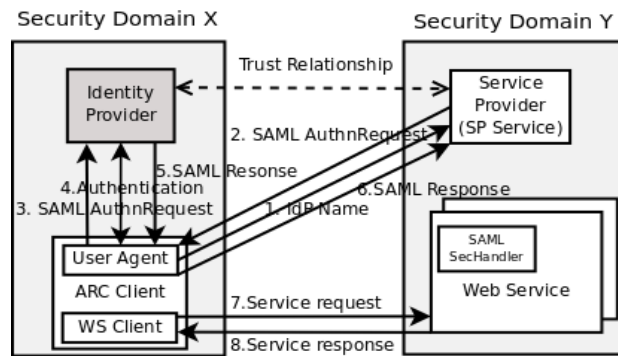 Security Domain X
Security Domain Y
Identity
Provider
Trust Relationship
Service
Provider
(SP Service)
2. SAML AuthnRequest
5.SAML Resonse
4.Authentication
6.SAML Response
3. SAML AuthnRequest
1. IdP Name
User Agent
ARC Client
WS Client
SAML
SecHandler
Web Service
7.Service request
8.Service response